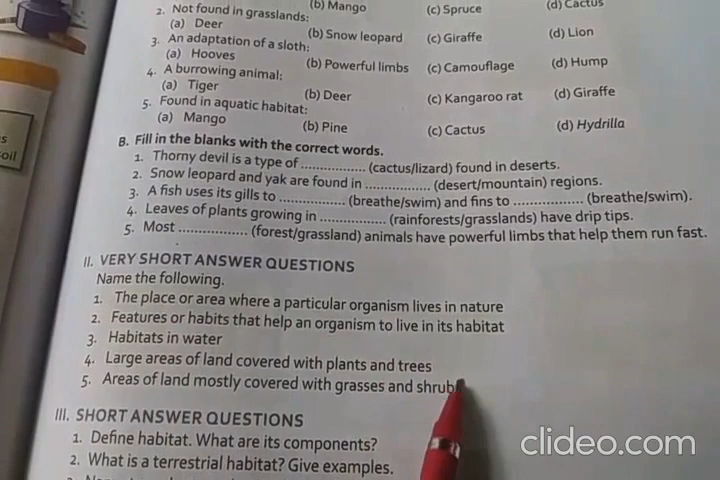 (b) Mango (c) Spruce (d) Cactus
2. Not found in grasslands:
(a) Deer (b) Snow leopard (c) Giraffe (d) Lion
3. An adaptation of a sloth:
(a) Hooves (b) Powerful limbs (c) Camouflage (d) Hump
4. A burrowing animal:
(a) Tiger (b) Deer (c) Kangaroo rat (d) Giraffe
5. Found in aquatic habitat:
(a) Mango (b) Pine (c) Cactus (d) Hydrilla
B. Fill in the blanks with the correct words.
1. Thorny devil is a type of ................. (cactus/lizard) found in deserts.
2. Snow leopard and yak are found in ................. (desert/mountain) regions.
3. A fish uses its gills to ................. (breathe/swim) and fins to ................. (breathe/swim).
4. Leaves of plants growing in ................. (rainforests/grasslands) have drip tips.
5. Most ................. (forest/grassland) animals have powerful limbs that help them run fast.
II. VERY SHORT ANSWER QUESTIONS
Name the following.
1. The place or area where a particular organism lives in nature
2. Features or habits that help an organism to live in its habitat
3. Habitats in water
4. Large areas of land covered with plants and trees
5. Areas of land mostly covered with grasses and shrub
III. SHORT ANSWER QUESTIONS
1. Define habitat. What are its components?
2. What is a terrestrial habitat? Give examples.
clideo.com